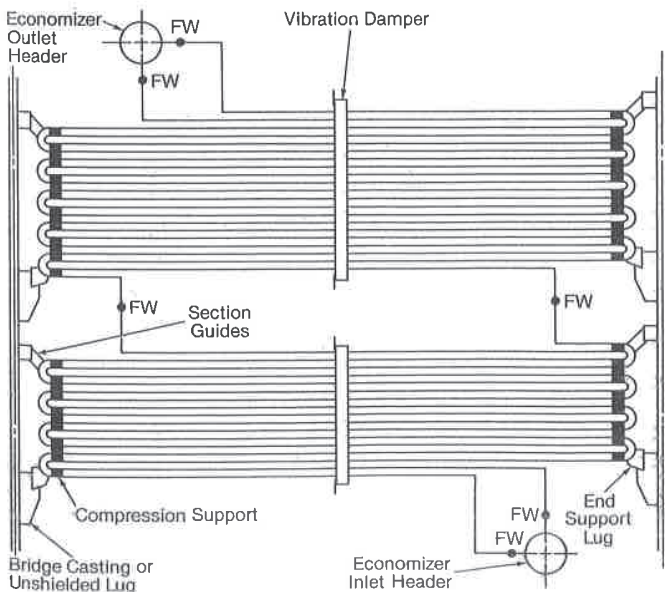 Economizer
Outlet
Header
FW
FW
Vibration Damper
FW
FW
Section
Guides
Compression Support
End
Support
Lug
FW
FW
Bridge Casting or
Unshielded Lug
Economizer
Inlet Header